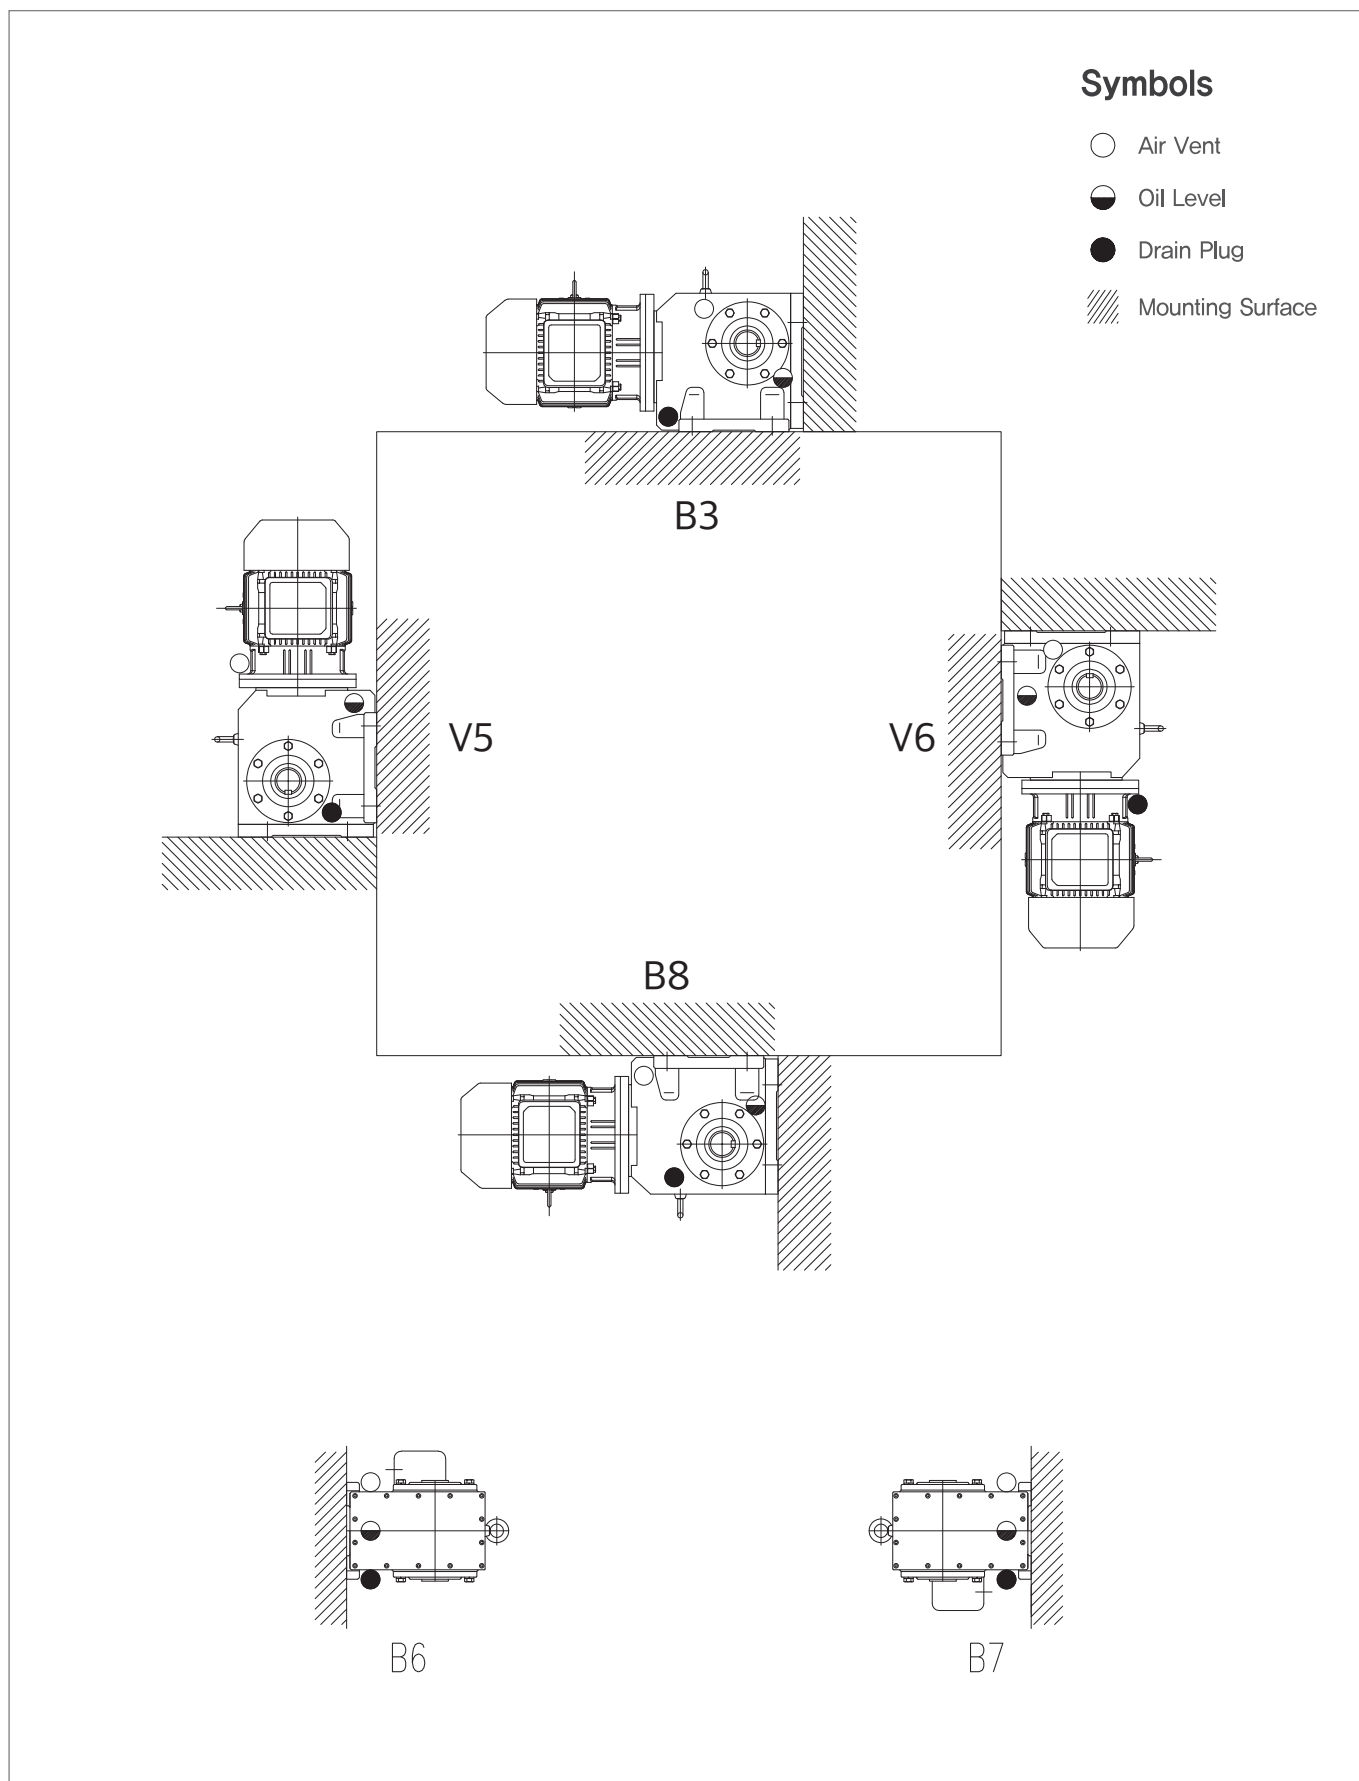 Symbols
Air Vent
Oil Level
Drain Plug
Mounting Surface
B3
V5
V6
B8
B6
B7